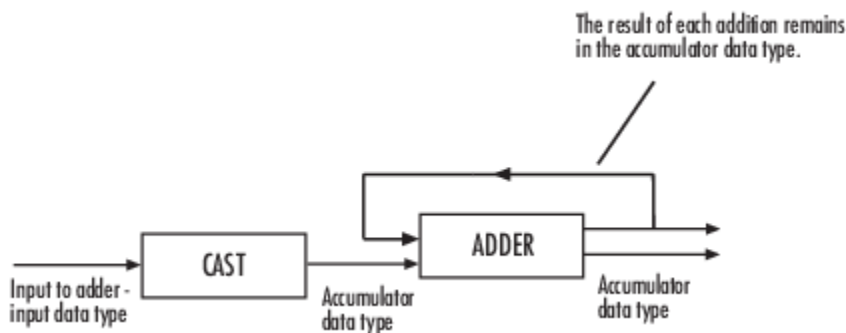 The result of each addition remains
in the accumulator data type.
CAST
ADDER
Input to adder -
input data type
Accumulator
data type
Accumulator
data type